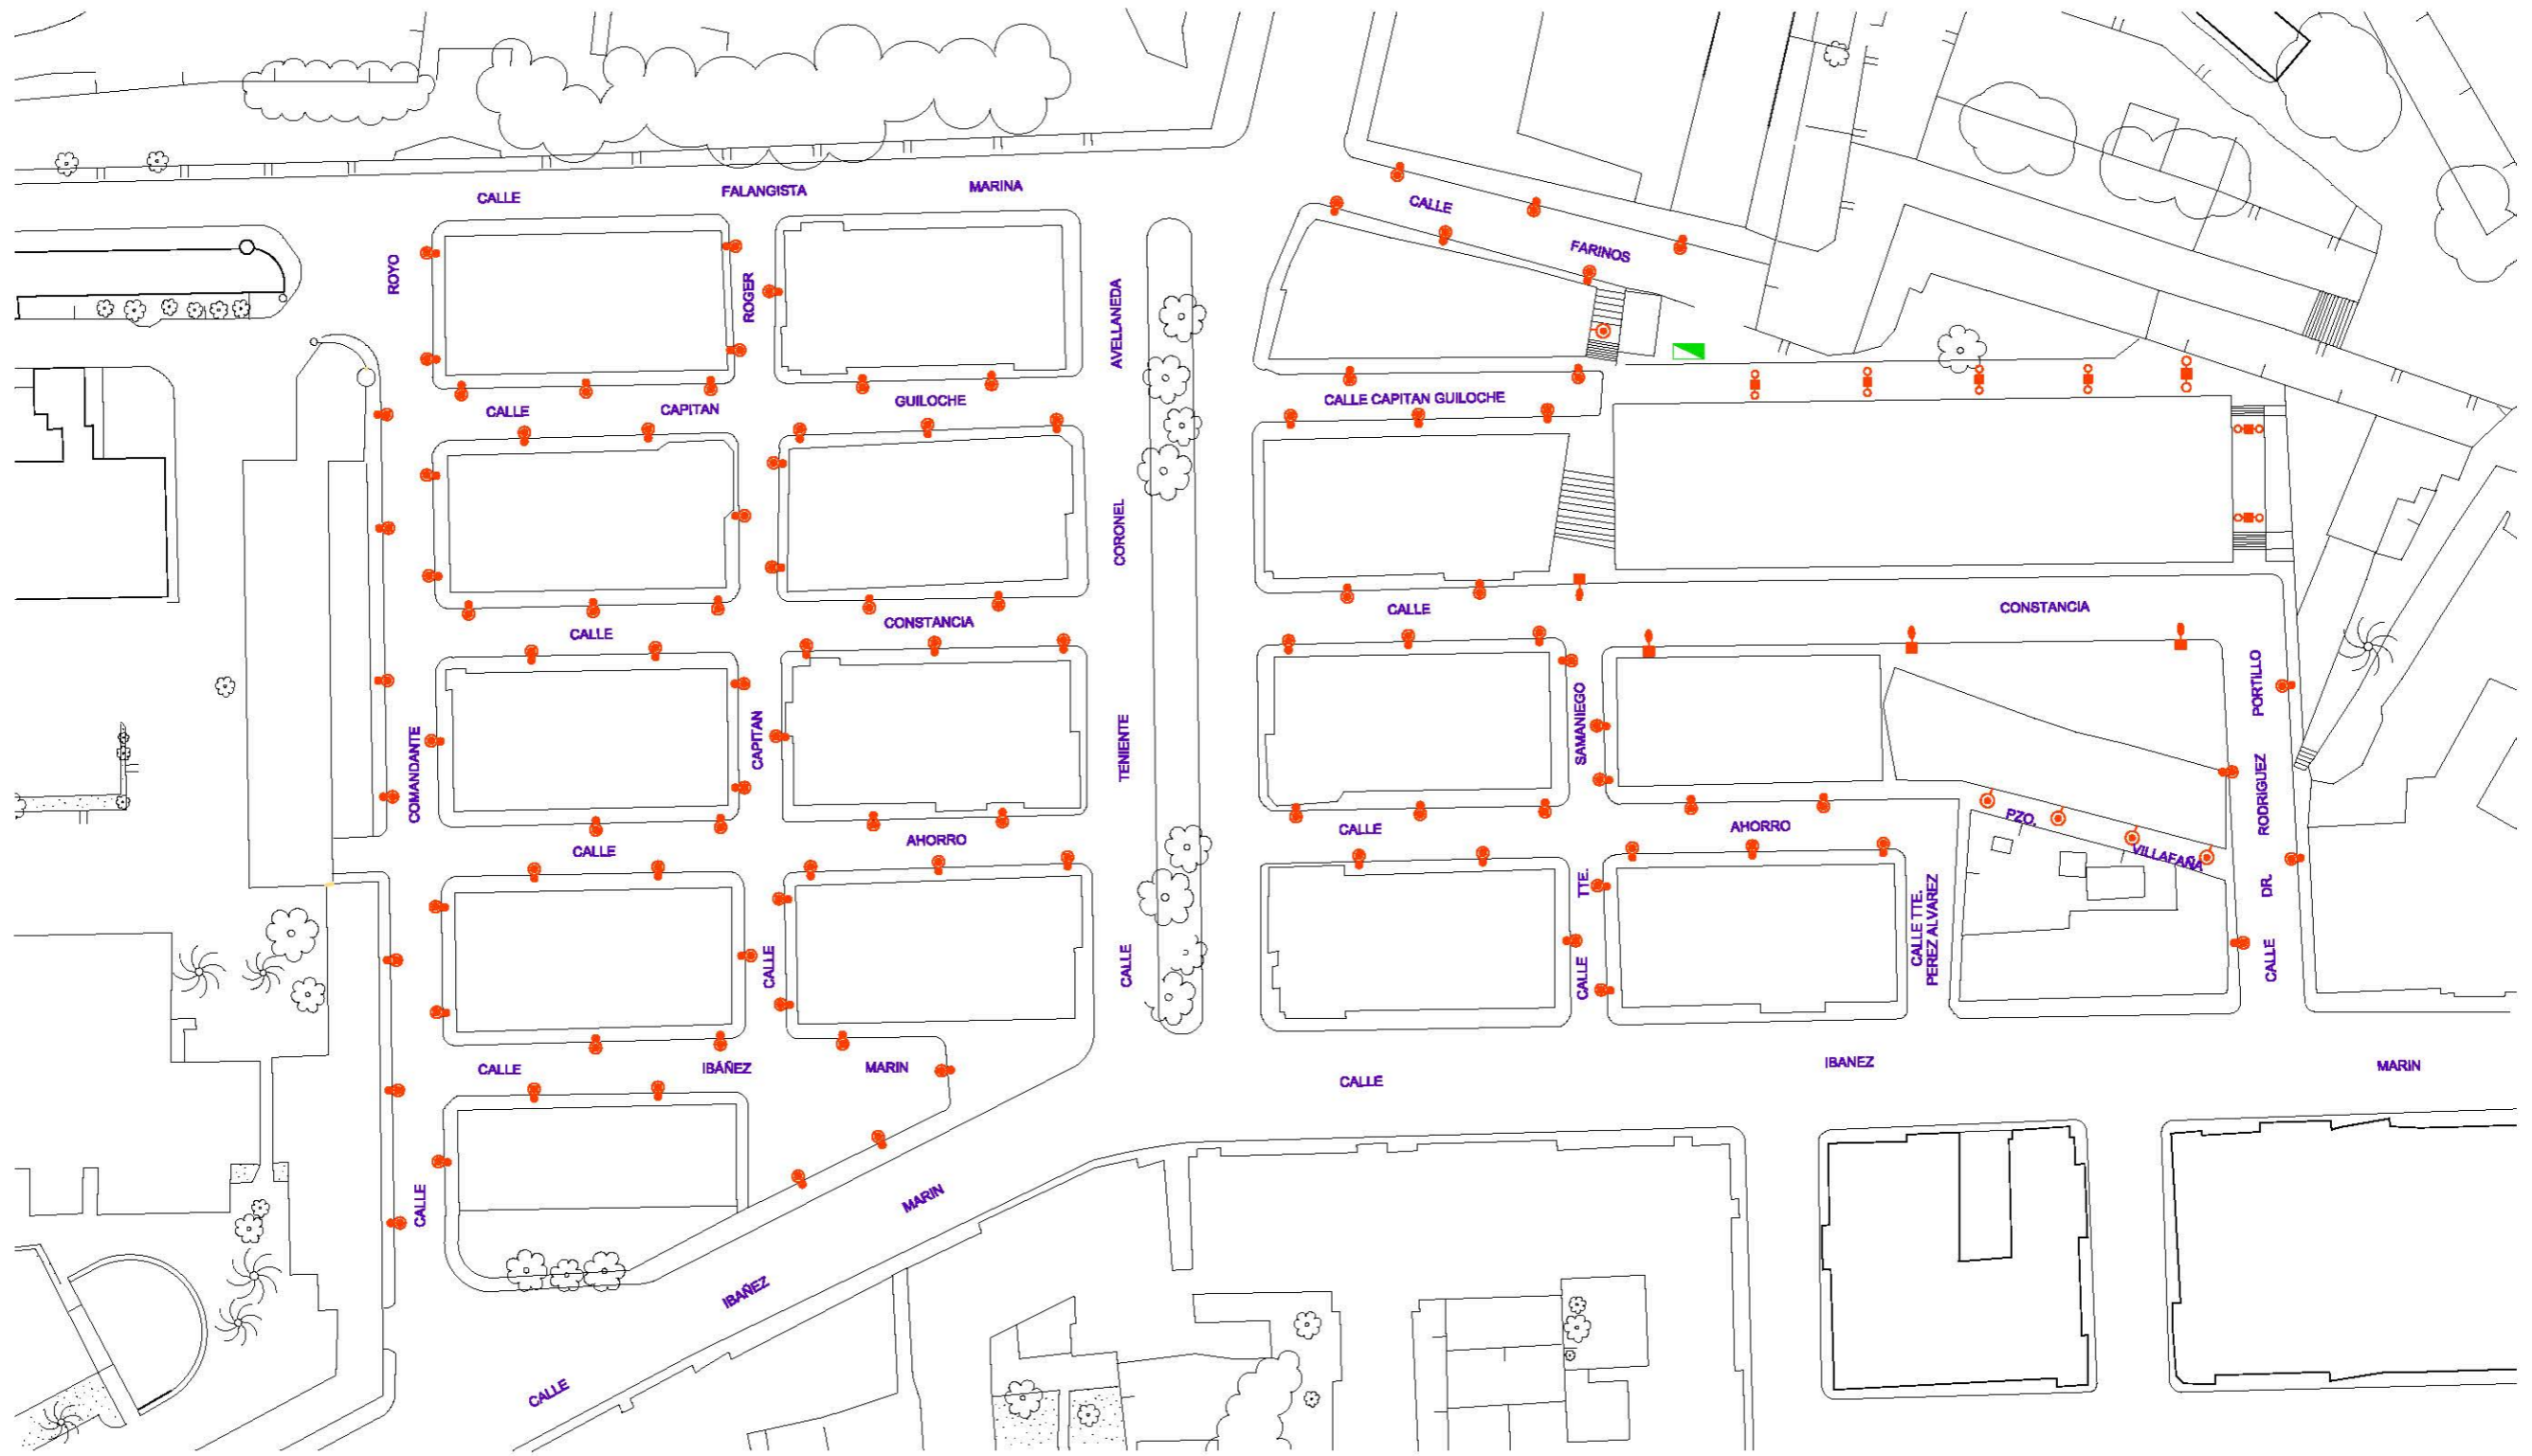 CALLE
FALANGISTA
MARINA
CALLE
FARINOS
ROYO
ROGER
AVELLANEDA
CALLE
CAPITAN
GUILOCHE
CALLE CAPITAN GUILOCHE
CORONEL
CALLE
CONSTANCIA
CALLE
CONSTANCIA
COMANDANTE
CAPITAN
TENIENTE
SAMANIEGO
PORTILLO
RODRIGUEZ
CALLE
AHORRO
CALLE
AHORRO
PZO.
VILLAFAÑA
TTE.
DR.
CALLE
CALLE
CALLE
CALLE TTE.
PEREZ ALVAREZ
CALLE
CALLE
IBÁÑEZ
MARIN
CALLE
IBANEZ
MARIN
CALLE
MARIN
IBAÑEZ
CALLE